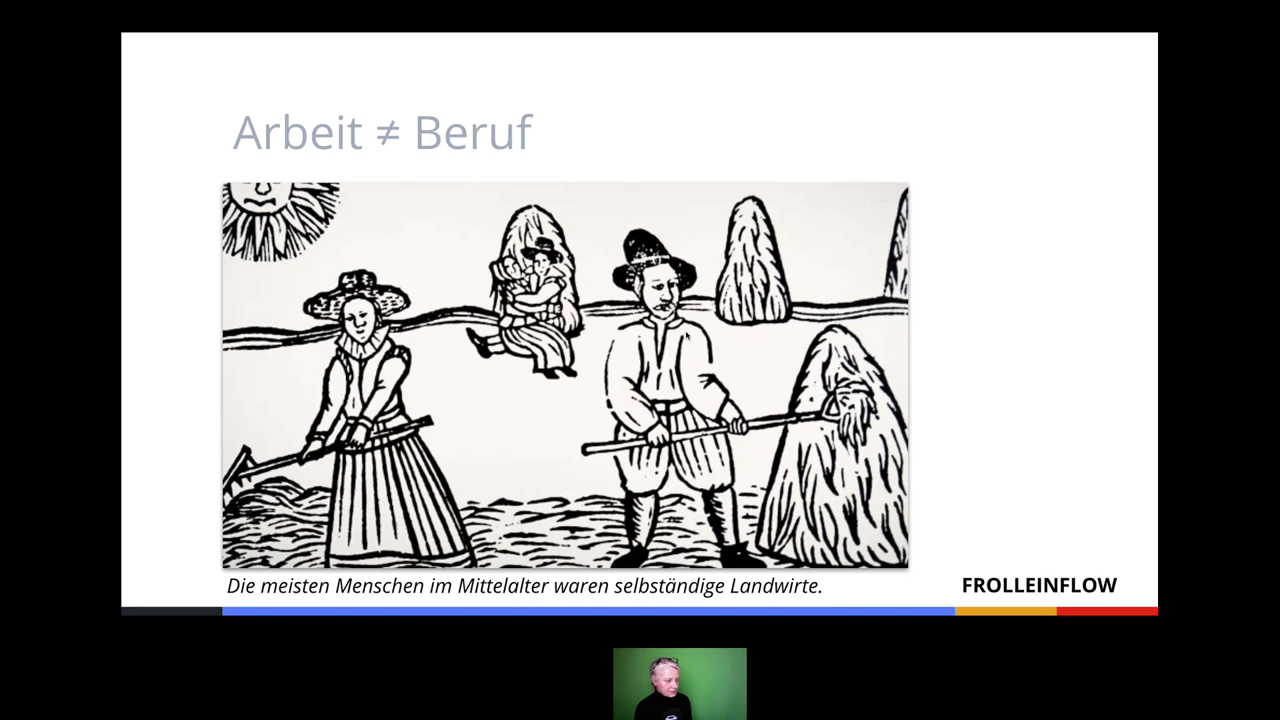 Arbeit ≠ Beruf
Die meisten Menschen im Mittelalter waren selbständige Landwirte.
FROLLEINFLOW